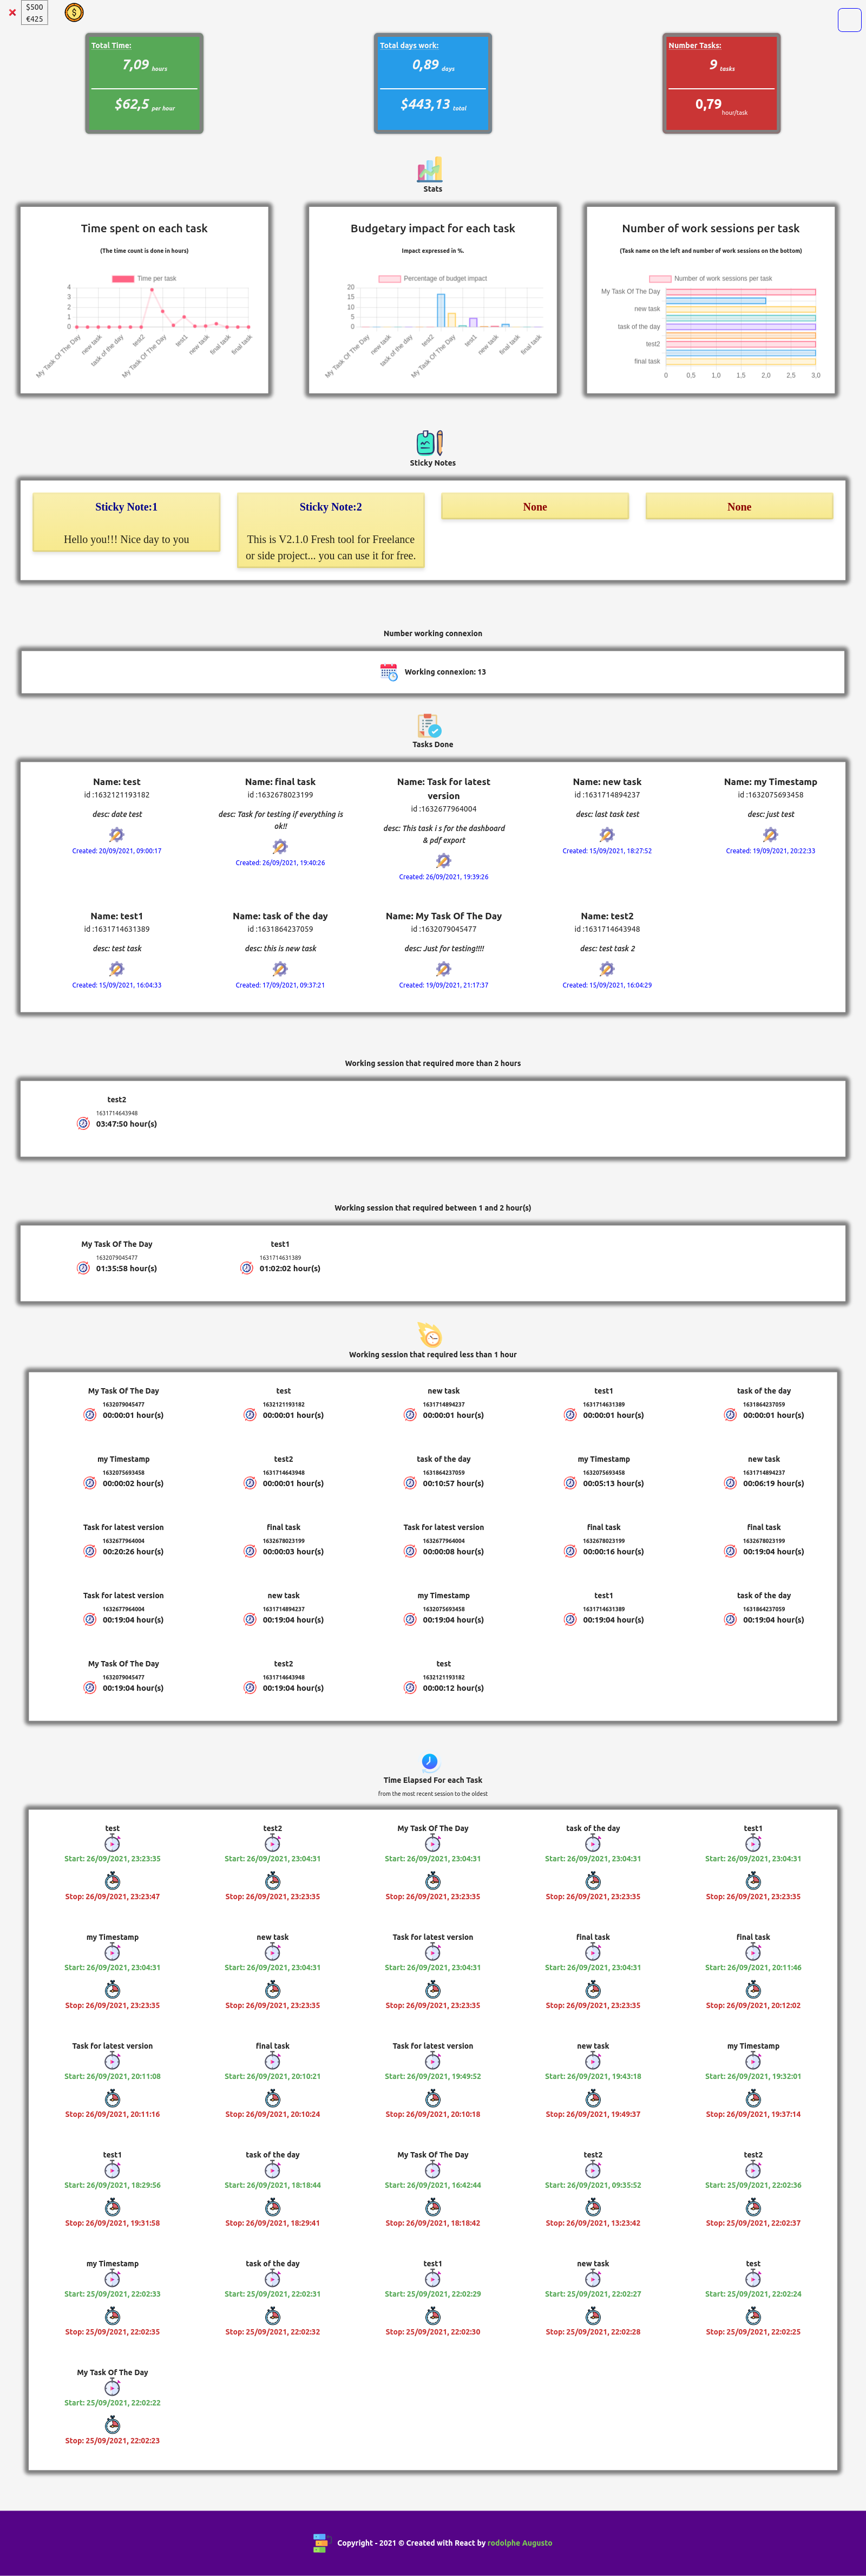 $500
€425
Total Time:
7,09 hours
$62,5 per hour
Total days work:
0,89 days
$443,13 total
Number Tasks:
9 tasks
0,79 hour/task
Stats
Time spent on each task
(The time count is done in hours)
Time per task
4
3
2
1
0
My Task Of The Day
new task
task of the day
test2
My Task Of The Day
test1
new task
final task
final task
Budgetary impact for each task
Impact expressed in %.
Percentage of budget impact
20
15
10
5
0
My Task Of The Day
new task
task of the day
test2
My Task Of The Day
test1
new task
final task
final task
Number of work sessions per task
(Task name on the left and number of work sessions on the bottom)
Number of work sessions per task
My Task Of The Day
new task
task of the day
test2
final task
0 0,5 1,0 1,5 2,0 2,5 3,0
Sticky Notes
Sticky Note:1
Hello you!!! Nice day to you
Sticky Note:2
This is V2.1.0 Fresh tool for Freelance
or side project... you can use it for free.
None
None
Number working connexion
Working connexion: 13
Tasks Done
Name: test
id :1632121193182
desc: date test
Created: 20/09/2021, 09:00:17
Name: final task
id :1632678023199
desc: Task for testing if everything is
ok!!
Created: 26/09/2021, 19:40:26
Name: Task for latest
version
id :1632677964004
desc: This task i s for the dashboard
& pdf export
Created: 26/09/2021, 19:39:26
Name: new task
id :1631714894237
desc: last task test
Created: 15/09/2021, 18:27:52
Name: my Timestamp
id :1632075693458
desc: just test
Created: 19/09/2021, 20:22:33
Name: test1
id :1631714631389
desc: test task
Created: 15/09/2021, 16:04:33
Name: task of the day
id :1631864237059
desc: this is new task
Created: 17/09/2021, 09:37:21
Name: My Task Of The Day
id :1632079045477
desc: Just for testing!!!!
Created: 19/09/2021, 21:17:37
Name: test2
id :1631714643948
desc: test task 2
Created: 15/09/2021, 16:04:29
Working session that required more than 2 hours
test2
1631714643948
03:47:50 hour(s)
Working session that required between 1 and 2 hour(s)
My Task Of The Day
1632079045477
01:35:58 hour(s)
test1
1631714631389
01:02:02 hour(s)
Working session that required less than 1 hour
My Task Of The Day
1632079045477
00:00:01 hour(s)
test
1632121193182
00:00:01 hour(s)
new task
1631714894237
00:00:01 hour(s)
test1
1631714631389
00:00:01 hour(s)
task of the day
1631864237059
00:00:01 hour(s)
my Timestamp
1632075693458
00:00:02 hour(s)
test2
1631714643948
00:00:01 hour(s)
task of the day
1631864237059
00:10:57 hour(s)
my Timestamp
1632075693458
00:05:13 hour(s)
new task
1631714894237
00:06:19 hour(s)
Task for latest version
1632677964004
00:20:26 hour(s)
final task
1632678023199
00:00:03 hour(s)
Task for latest version
1632677964004
00:00:08 hour(s)
final task
1632678023199
00:00:16 hour(s)
final task
1632678023199
00:19:04 hour(s)
Task for latest version
1632677964004
00:19:04 hour(s)
new task
1631714894237
00:19:04 hour(s)
my Timestamp
1632075693458
00:19:04 hour(s)
test1
1631714631389
00:19:04 hour(s)
task of the day
1631864237059
00:19:04 hour(s)
My Task Of The Day
1632079045477
00:19:04 hour(s)
test2
1631714643948
00:19:04 hour(s)
test
1632121193182
00:00:12 hour(s)
Time Elapsed For each Task
from the most recent session to the oldest
test
Start: 26/09/2021, 23:23:35
Stop: 26/09/2021, 23:23:47
test2
Start: 26/09/2021, 23:04:31
Stop: 26/09/2021, 23:23:35
My Task Of The Day
Start: 26/09/2021, 23:04:31
Stop: 26/09/2021, 23:23:35
task of the day
Start: 26/09/2021, 23:04:31
Stop: 26/09/2021, 23:23:35
test1
Start: 26/09/2021, 23:04:31
Stop: 26/09/2021, 23:23:35
my Timestamp
Start: 26/09/2021, 23:04:31
Stop: 26/09/2021, 23:23:35
new task
Start: 26/09/2021, 23:04:31
Stop: 26/09/2021, 23:23:35
Task for latest version
Start: 26/09/2021, 23:04:31
Stop: 26/09/2021, 23:23:35
final task
Start: 26/09/2021, 23:04:31
Stop: 26/09/2021, 23:23:35
final task
Start: 26/09/2021, 20:11:46
Stop: 26/09/2021, 20:12:02
Task for latest version
Start: 26/09/2021, 20:11:08
Stop: 26/09/2021, 20:11:16
final task
Start: 26/09/2021, 20:10:21
Stop: 26/09/2021, 20:10:24
Task for latest version
Start: 26/09/2021, 19:49:52
Stop: 26/09/2021, 20:10:18
new task
Start: 26/09/2021, 19:43:18
Stop: 26/09/2021, 19:49:37
my Timestamp
Start: 26/09/2021, 19:32:01
Stop: 26/09/2021, 19:37:14
test1
Start: 26/09/2021, 18:29:56
Stop: 26/09/2021, 19:31:58
task of the day
Start: 26/09/2021, 18:18:44
Stop: 26/09/2021, 18:29:41
My Task Of The Day
Start: 26/09/2021, 16:42:44
Stop: 26/09/2021, 18:18:42
test2
Start: 26/09/2021, 09:35:52
Stop: 26/09/2021, 13:23:42
test2
Start: 25/09/2021, 22:02:36
Stop: 25/09/2021, 22:02:37
my Timestamp
Start: 25/09/2021, 22:02:33
Stop: 25/09/2021, 22:02:35
task of the day
Start: 25/09/2021, 22:02:31
Stop: 25/09/2021, 22:02:32
test1
Start: 25/09/2021, 22:02:29
Stop: 25/09/2021, 22:02:30
new task
Start: 25/09/2021, 22:02:27
Stop: 25/09/2021, 22:02:28
test
Start: 25/09/2021, 22:02:24
Stop: 25/09/2021, 22:02:25
My Task Of The Day
Start: 25/09/2021, 22:02:22
Stop: 25/09/2021, 22:02:23
Copyright - 2021 © Created with React by rodolphe Augusto